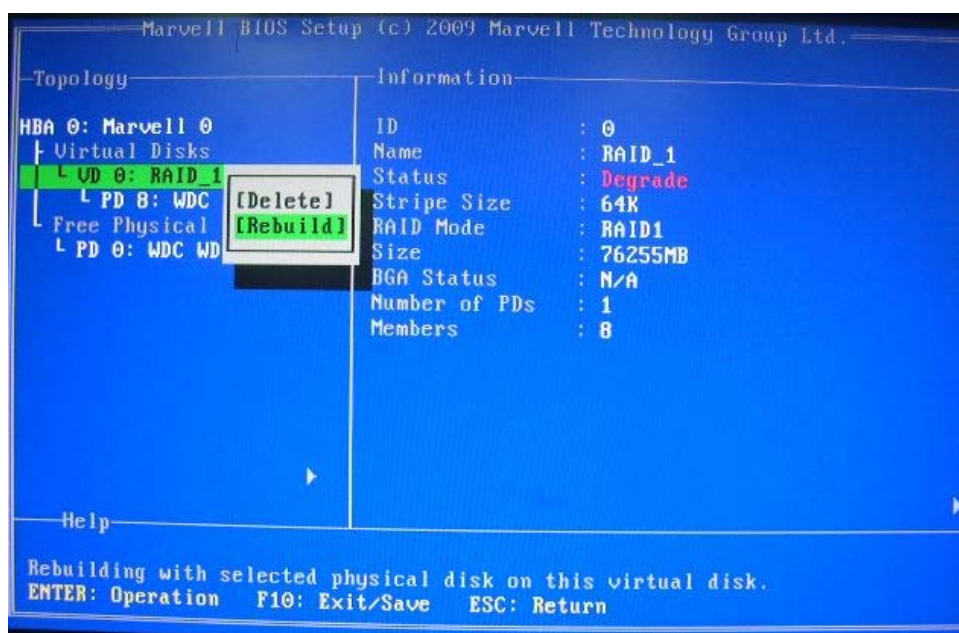 Marvell BIOS Setup (c) 2009 Marvell Technology Group Ltd.
Topology
HBA 0: Marvell 0
Virtual Disks
VD 0: RAID_1
PD 8: WDC
Free Physical
PD 0: WDC WD
[Delete]
[Rebuild]
Information
ID : 0
Name : RAID_1
Status : Degrade
Stripe Size : 64K
RAID Mode : RAID1
Size : 76255MB
BGA Status : N/A
Number of PDs : 1
Members : 8
Help
Rebuilding with selected physical disk on this virtual disk.
ENTER: Operation F10: Exit/Save ESC: Return